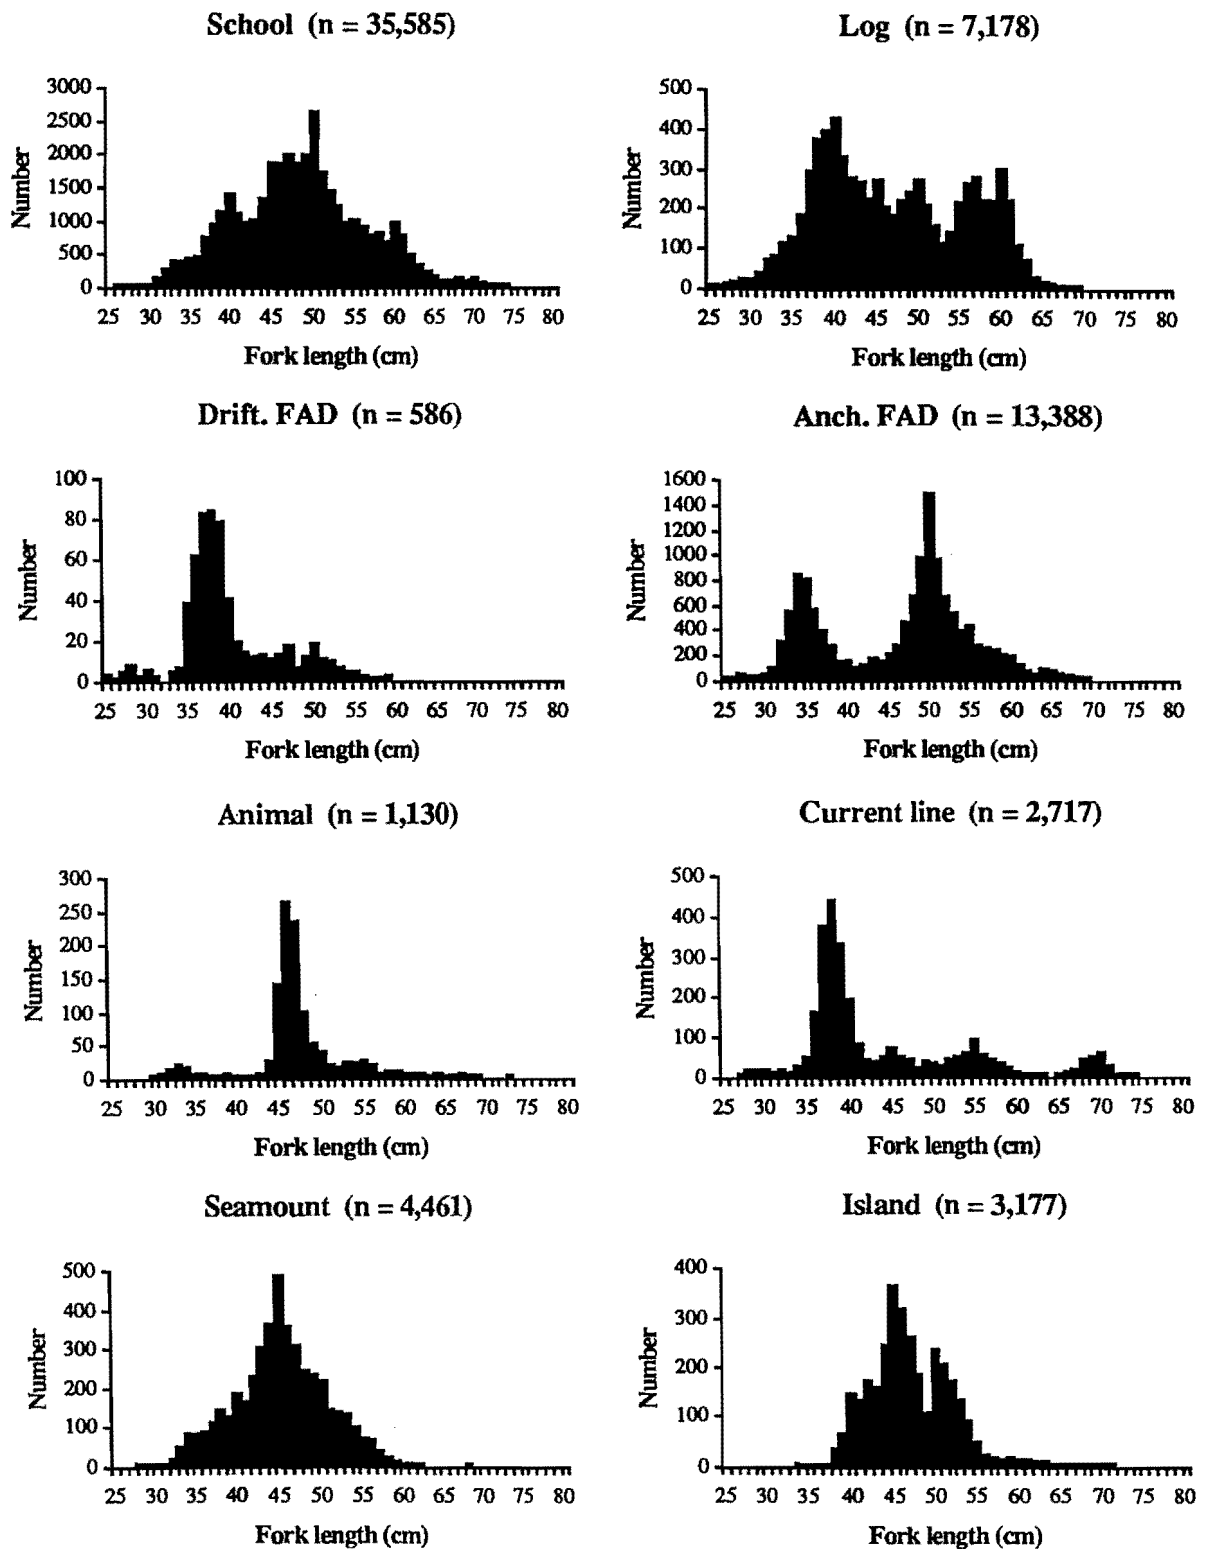 School (n = 35,585)
3000
2500
2000
1500
1000
500
0
Number
25 30 35 40 45 50 55 60 65 70 75 80
Fork length (cm)
Log (n = 7,178)
500
400
300
200
100
0
Number
25 30 35 40 45 50 55 60 65 70 75 80
Fork length (cm)
Drift. FAD (n = 586)
100
80
60
40
20
0
Number
25 30 35 40 45 50 55 60 65 70 75 80
Fork length (cm)
Anch. FAD (n = 13,388)
1600
1400
1200
1000
800
600
400
200
0
Number
25 30 35 40 45 50 55 60 65 70 75 80
Fork length (cm)
Animal (n = 1,130)
300
250
200
150
100
50
0
Number
25 30 35 40 45 50 55 60 65 70 75 80
Fork length (cm)
Current line (n = 2,717)
500
400
300
200
100
0
Number
25 30 35 40 45 50 55 60 65 70 75 80
Fork length (cm)
Seamount (n = 4,461)
500
400
300
200
100
0
Number
25 30 35 40 45 50 55 60 65 70 75 80
Fork length (cm)
Island (n = 3,177)
400
300
200
100
0
Number
25 30 35 40 45 50 55 60 65 70 75 80
Fork length (cm)